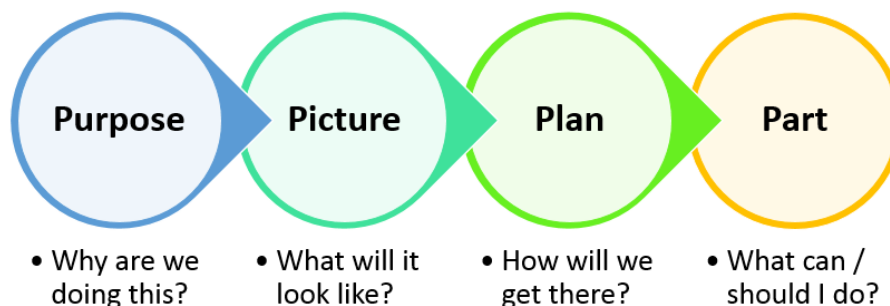 Purpose
Picture
Plan
Part
• Why are we
doing this?
• What will it
look like?
• How will we
get there?
• What can /
should I do?